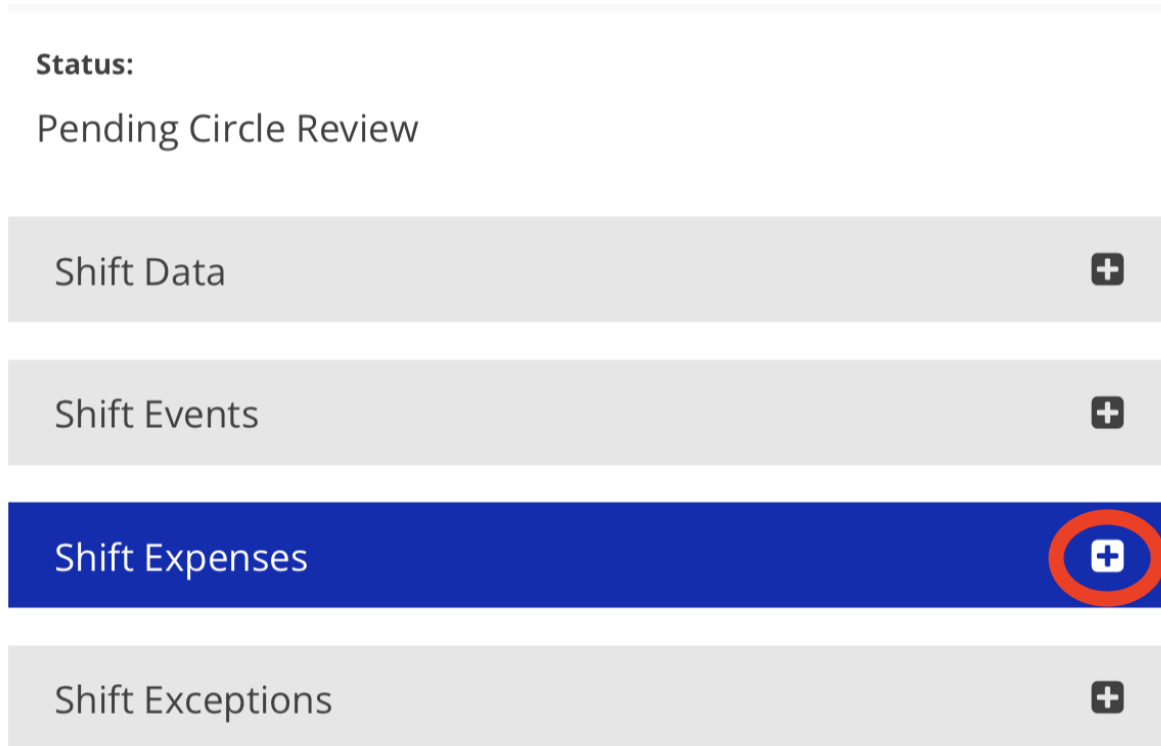 Status:
Pending Circle Review
Shift Data
Shift Events
Shift Expenses
Shift Exceptions